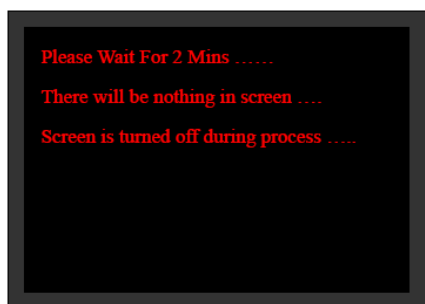 Please Wait For 2 Mins ……
There will be nothing in screen ….
Screen is turned off during process …..